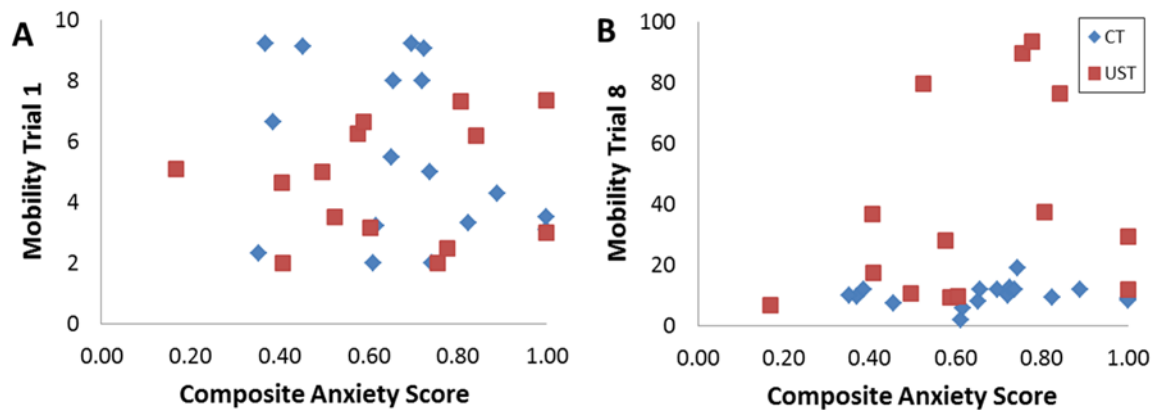 A
Mobility Trial 1
10
8
6
4
2
0
0.00 0.20 0.40 0.60 0.80 1.00
Composite Anxiety Score
B
Mobility Trial 8
100
80
60
40
20
0
0.00 0.20 0.40 0.60 0.80 1.00
Composite Anxiety Score
CT
UST